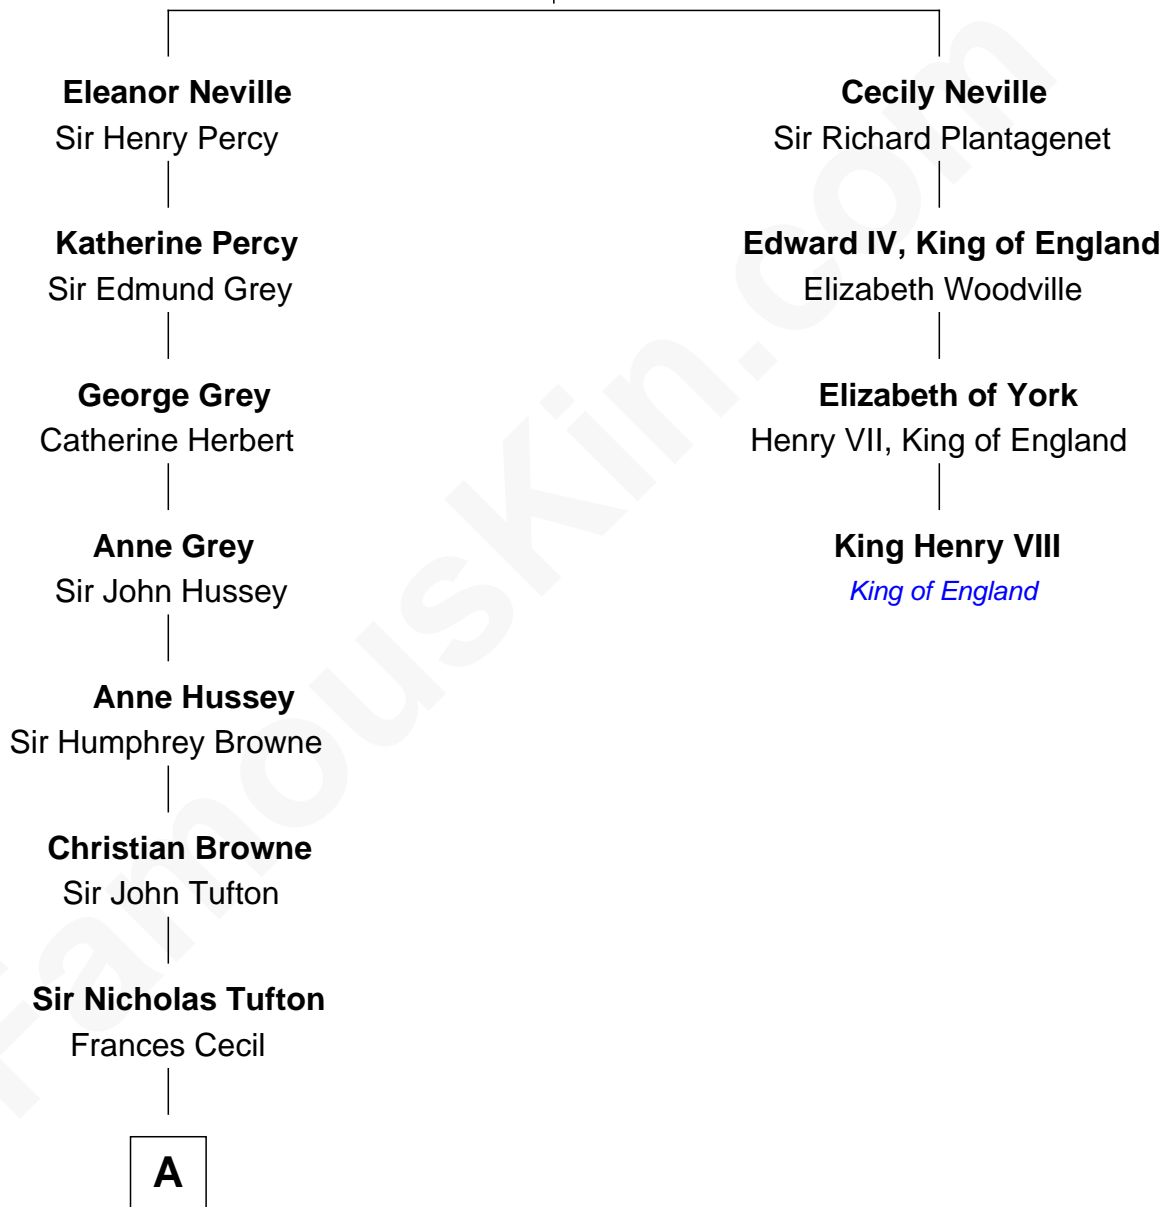 Eleanor Neville
Sir Henry Percy
Katherine Percy
Sir Edmund Grey
George Grey
Catherine Herbert
Anne Grey
Sir John Hussey
Anne Hussey
Sir Humphrey Browne
Christian Browne
Sir John Tufton
Sir Nicholas Tufton
Frances Cecil
A
Cecily Neville
Sir Richard Plantagenet
Edward IV, King of England
Elizabeth Woodville
Elizabeth of York
Henry VII, King of England
King Henry VIII
King of England
FamousKin.com